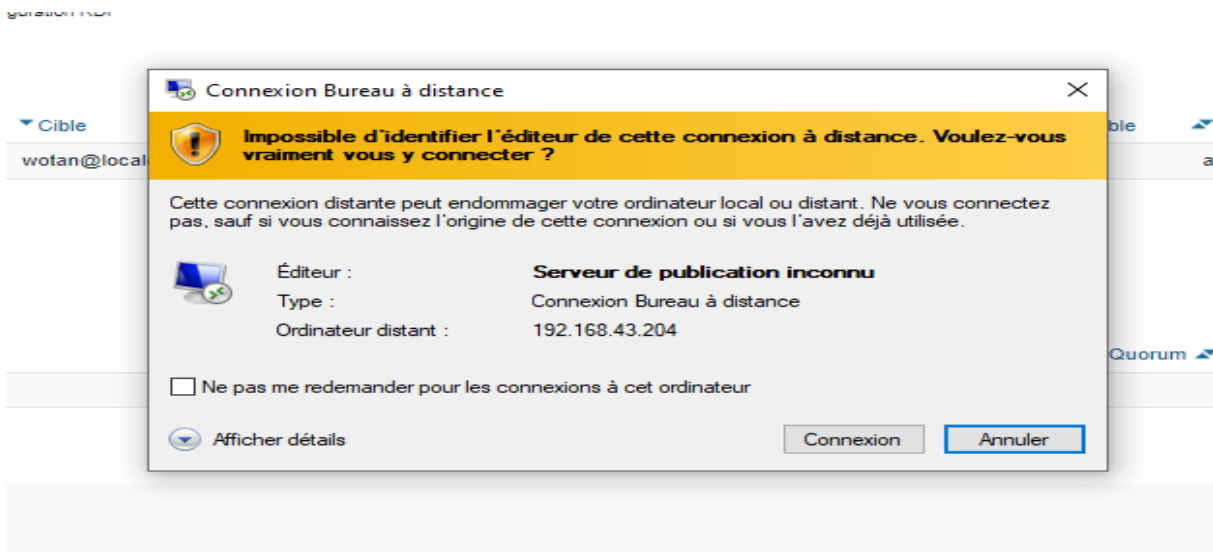 Connexion Bureau à distance
Cible
Impossible d'identifier l'éditeur de cette connexion à distance. Voulez-vous
vraiment vous y connecter ?
wotan@local
Cette connexion distante peut endommager votre ordinateur local ou distant. Ne vous connectez
pas, sauf si vous connaissez l'origine de cette connexion ou si vous l'avez déjà utilisée.
Éditeur : Serveur de publication inconnu
Type : Connexion Bureau à distance
Ordinateur distant : 192.168.43.204
Quorum
Ne pas me redemander pour les connexions à cet ordinateur
Afficher détails Connexion Annuler